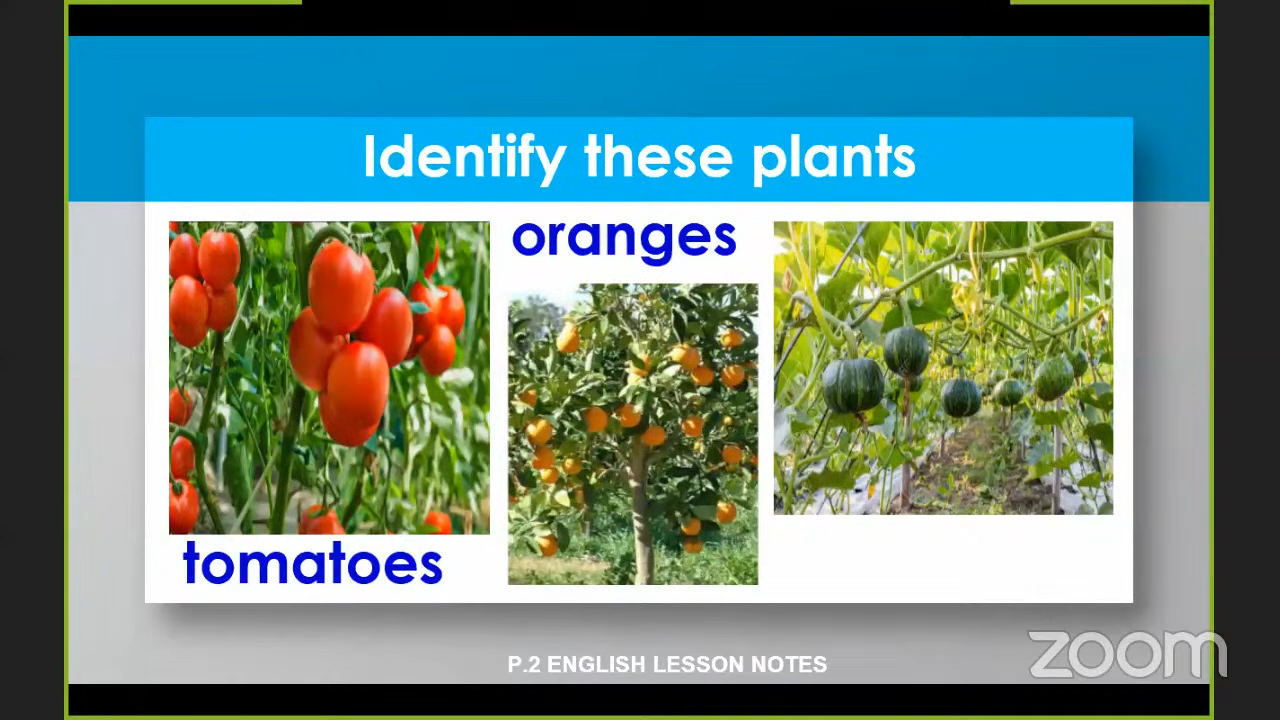 Identify these plants
oranges
tomatoes
P.2 ENGLISH LESSON NOTES
zoom